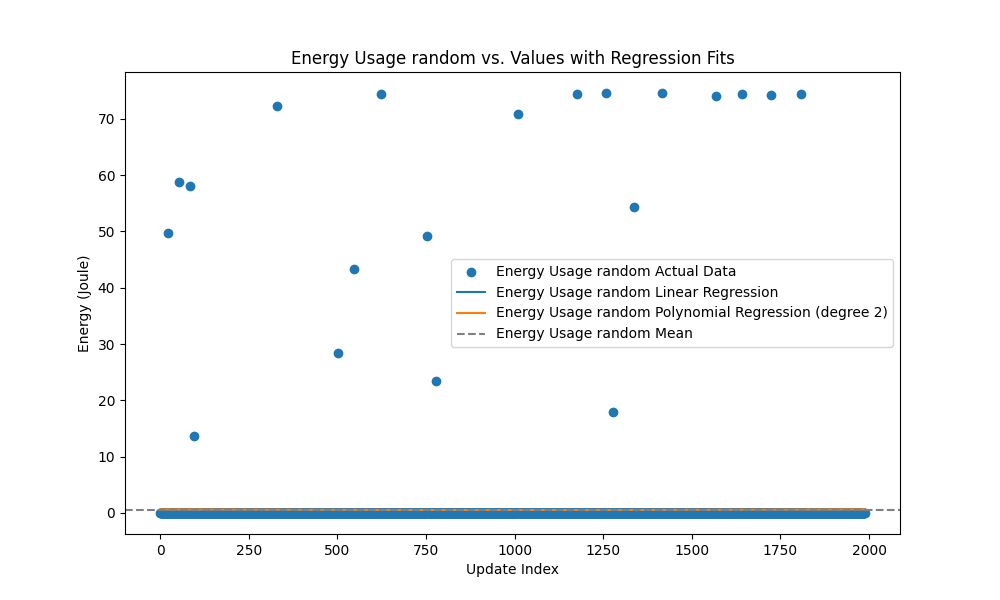 Energy Usage random vs. Values with Regression Fits
Energy (Joule)
70
60
50
40
30
20
10
0
Energy Usage random Actual Data
Energy Usage random Linear Regression
Energy Usage random Polynomial Regression (degree 2)
Energy Usage random Mean
0 250 500 750 1000 1250 1500 1750 2000
Update Index